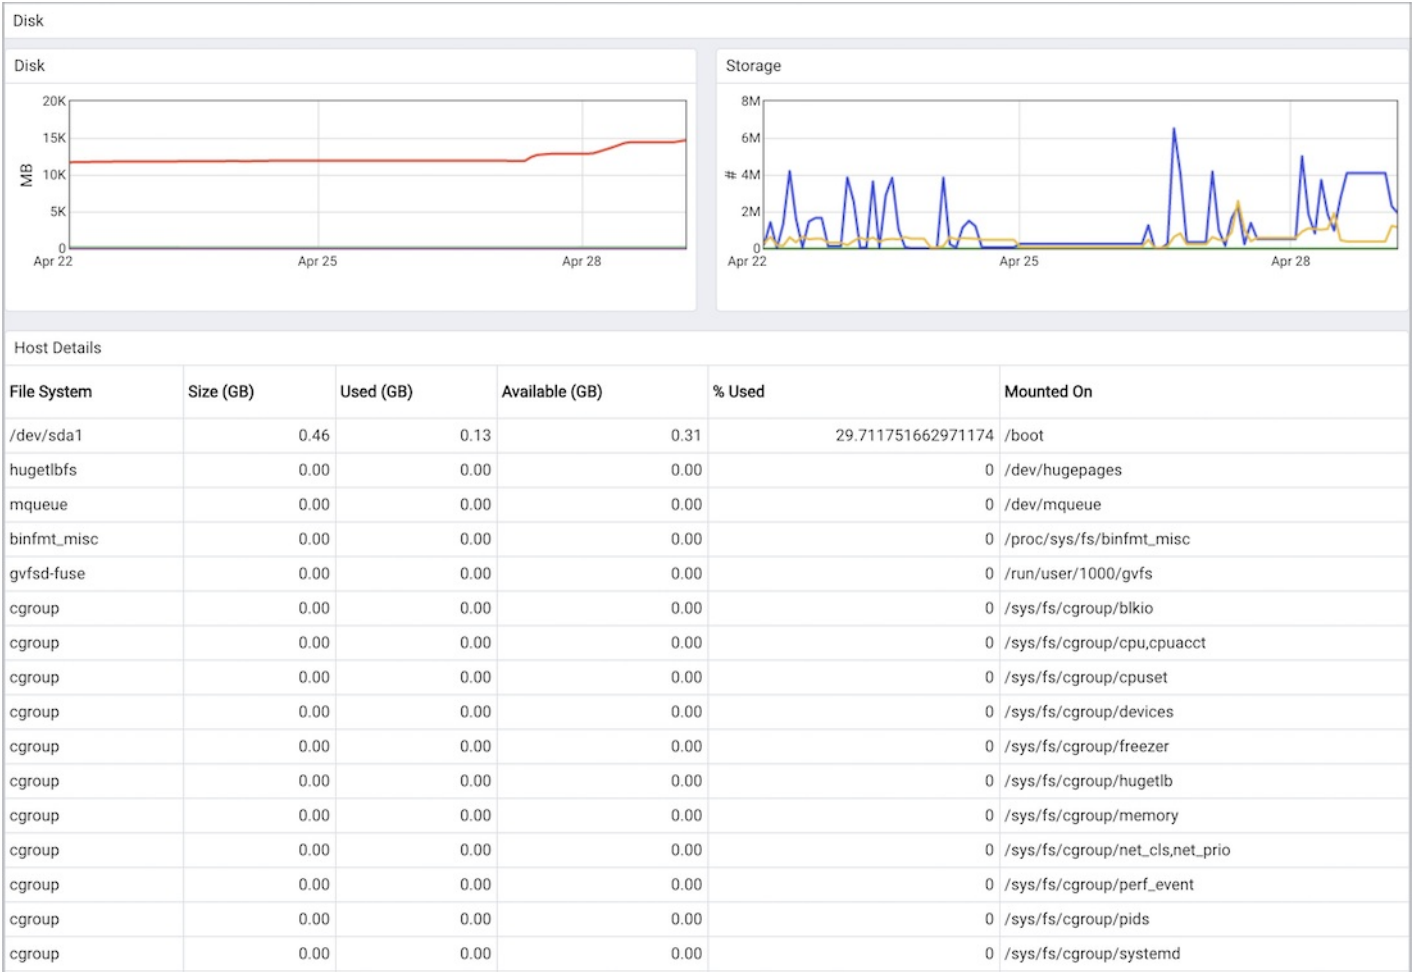 Disk
Disk
20K
15K
10K
5K
0
MB
Apr 22 Apr 25 Apr 28
Storage
8M
6M
4M
2M
0
#
Apr 22 Apr 25 Apr 28
Host Details
File System Size (GB) Used (GB) Available (GB) % Used Mounted On
/dev/sda1 0.46 0.13 0.31 29.711751662971174 /boot
hugetlbfs 0.00 0.00 0.00 0 /dev/hugepages
mqueue 0.00 0.00 0.00 0 /dev/mqueue
binfmt_misc 0.00 0.00 0.00 0 /proc/sys/fs/binfmt_misc
gvfsd-fuse 0.00 0.00 0.00 0 /run/user/1000/gvfs
cgroup 0.00 0.00 0.00 0 /sys/fs/cgroup/blkio
cgroup 0.00 0.00 0.00 0 /sys/fs/cgroup/cpu,cpuacct
cgroup 0.00 0.00 0.00 0 /sys/fs/cgroup/cpuset
cgroup 0.00 0.00 0.00 0 /sys/fs/cgroup/devices
cgroup 0.00 0.00 0.00 0 /sys/fs/cgroup/freezer
cgroup 0.00 0.00 0.00 0 /sys/fs/cgroup/hugetlb
cgroup 0.00 0.00 0.00 0 /sys/fs/cgroup/memory
cgroup 0.00 0.00 0.00 0 /sys/fs/cgroup/net_cls,net_prio
cgroup 0.00 0.00 0.00 0 /sys/fs/cgroup/perf_event
cgroup 0.00 0.00 0.00 0 /sys/fs/cgroup/pids
cgroup 0.00 0.00 0.00 0 /sys/fs/cgroup/systemd